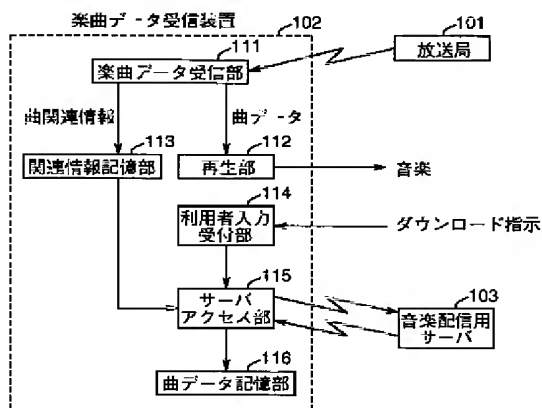 楽曲データ受信装置
102
111
楽曲データ受信部
101
放送局
曲関連情報
曲データ
113
関連情報記憶部
112
再生部
音楽
114
利用者入力
受付部
ダウンロード指示
115
サーバ
アクセス部
103
音楽配信用
サーバ
116
曲データ記憶部